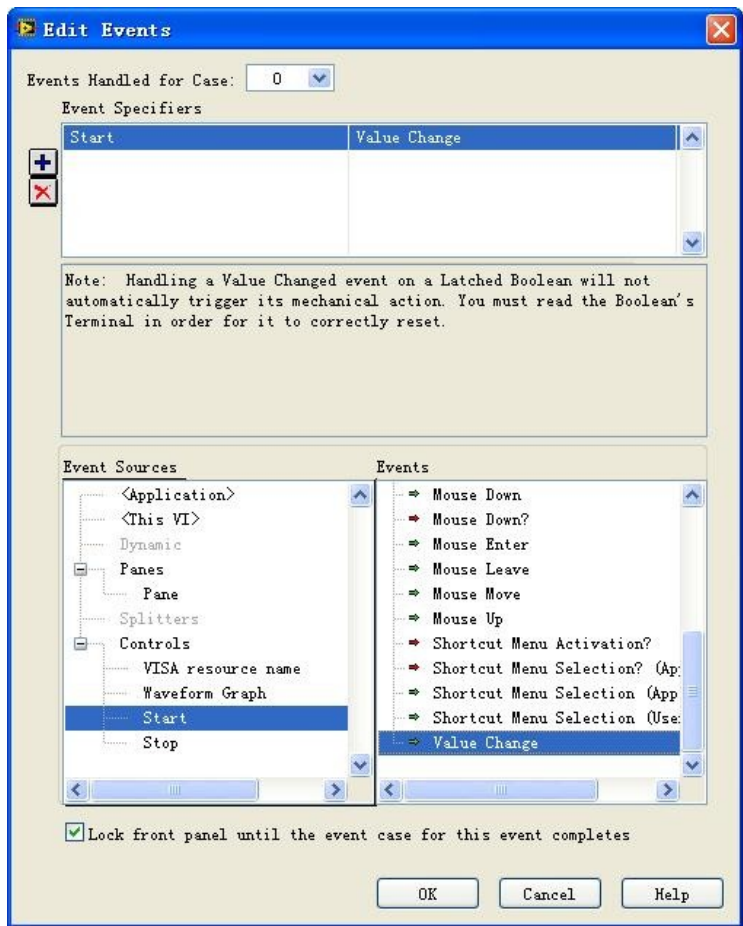 Edit Events
Events Handled for Case: 0
Event Specifiers
Start Value Change
Note: Handling a Value Changed event on a Latched Boolean will not
automatically trigger its mechanical action. You must read the Boolean's
Terminal in order for it to correctly reset.
Event Sources
<Application>
<This VI>
Dynamic
Panes
Pane
Splitters
Controls
VISA resource name
Waveform Graph
Start
Stop
Events
Mouse Down
Mouse Down?
Mouse Enter
Mouse Leave
Mouse Move
Mouse Up
Shortcut Menu Activation?
Shortcut Menu Selection? (Ap
Shortcut Menu Selection (App
Shortcut Menu Selection (Use
Value Change
Lock front panel until the event case for this event completes
OK Cancel Help